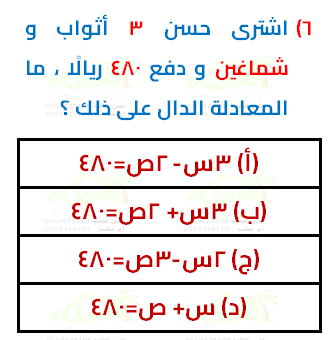 ٦) اشترى حسن ٣ أثواب و
شماغين و دفع ٤٨٠ ريالًا ، ما
المعادلة الدال على ذلك ؟
(أ) ٣س- ٢ص=٤٨٠
(ب) ٣س+ ٢ص=٤٨٠
(ج) ٢س-٣ص=٤٨٠
(د) س+ ص=٤٨٠